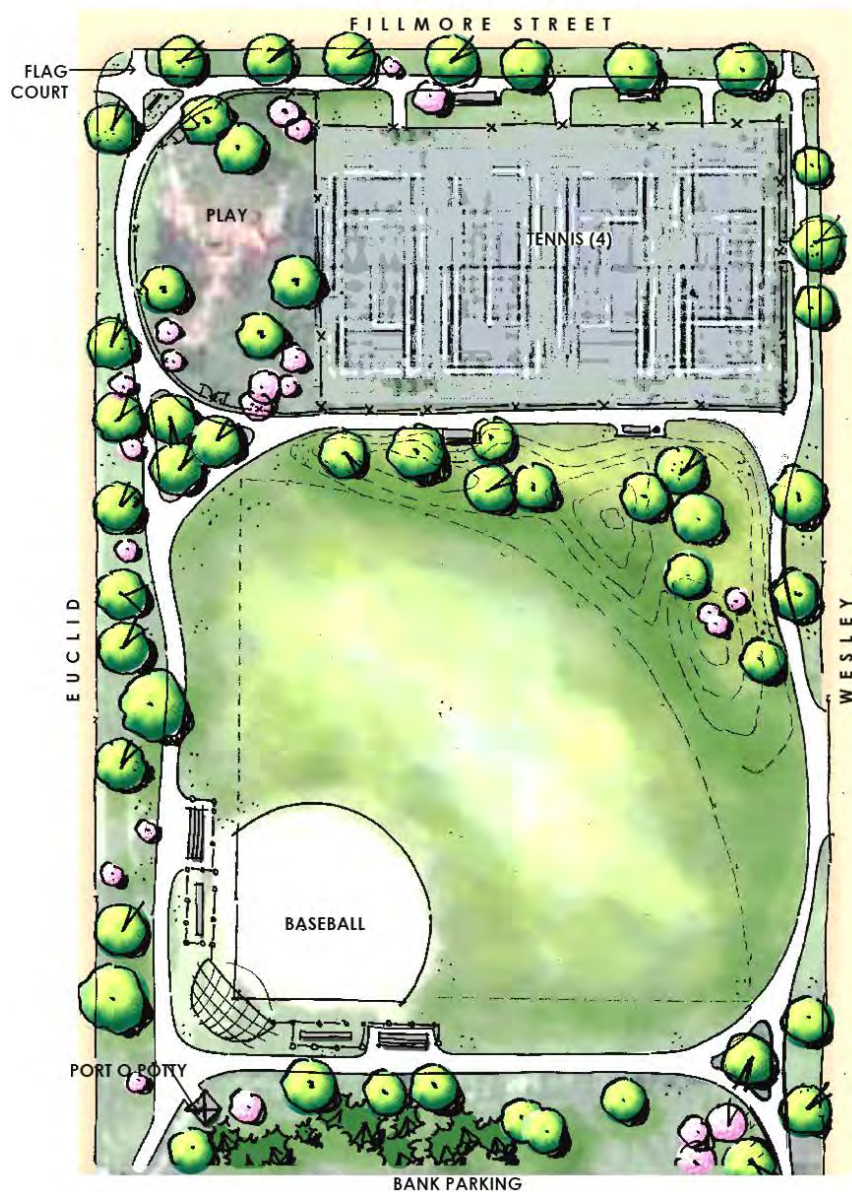 FILLMORE STREET
FLAG
COURT
PLAY
TENNIS (4)
EUCLID
WESLEY
BASEBALL
PORT O POTTY
BANK PARKING